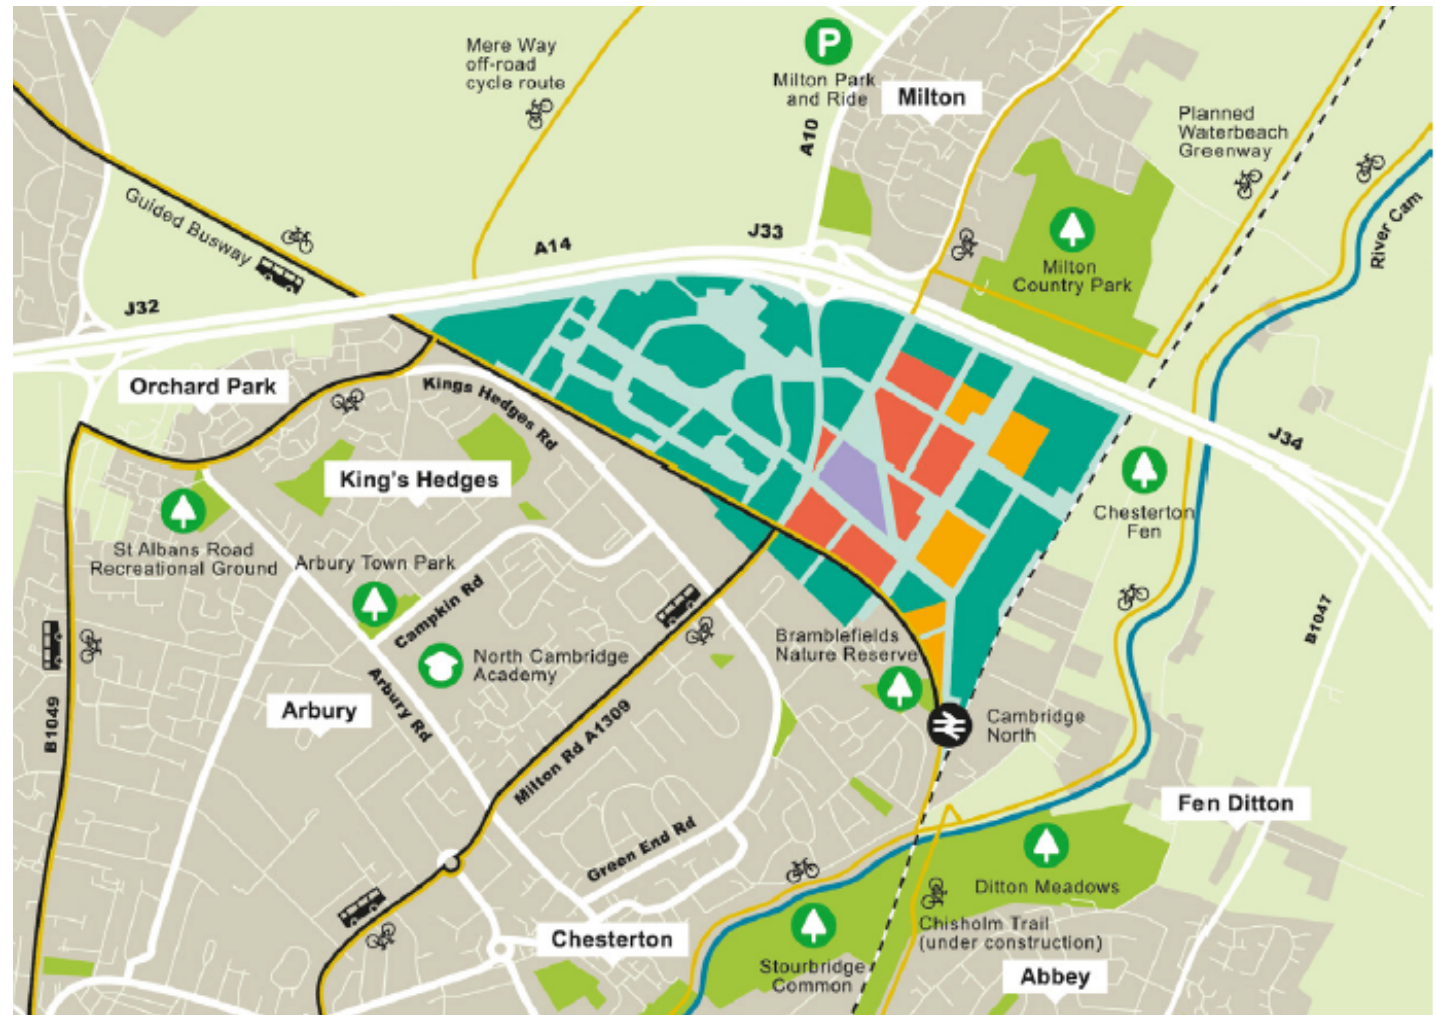 Mere Way
off-road
cycle route
P
Milton Park
and Ride
Milton
A10
Planned
Waterbeach
Greenway
River Cam
Guided Busway
A14
J33
J32
Milton
Country Park
Orchard Park
Kings Hedges Rd
J34
King's Hedges
Chesterton
Fen
St Albans Road
Recreational Ground
Arbury Town Park
Campkin Rd
B1047
Bramblefields
Nature Reserve
North Cambridge
Academy
Arbury
Arbury Rd
B1049
Milton Rd A1309
Cambridge
North
Fen Ditton
Green End Rd
Ditton Meadows
Chesterton
Chisholm Trail
(under construction)
Stourbridge
Common
Abbey